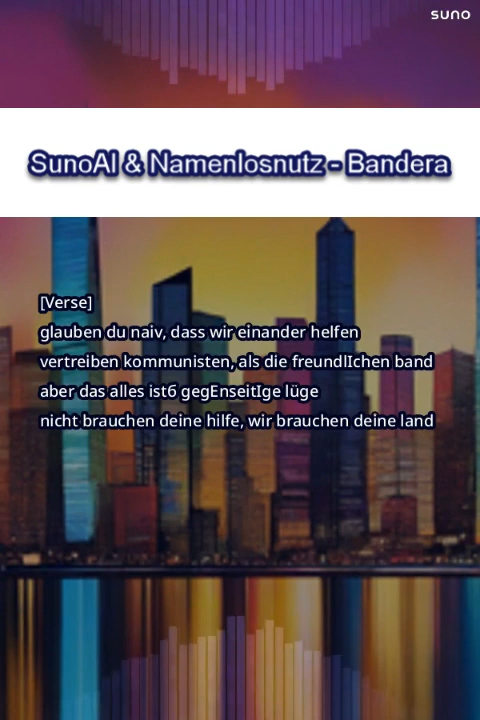 suno
SunoAI & Namenlosnutz - Bandera
[Verse]
glauben du naiv, dass wir einander helfen
vertreiben kommunisten, als die freundlIchen band
aber das alles istб gegEnseitIge lüge
nicht brauchen deine hilfe, wir brauchen deine land